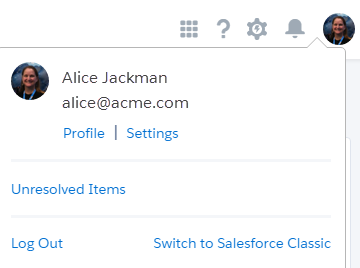 ?
Alice Jackman
alice@acme.com
Profile | Settings
Unresolved Items
Log Out Switch to Salesforce Classic